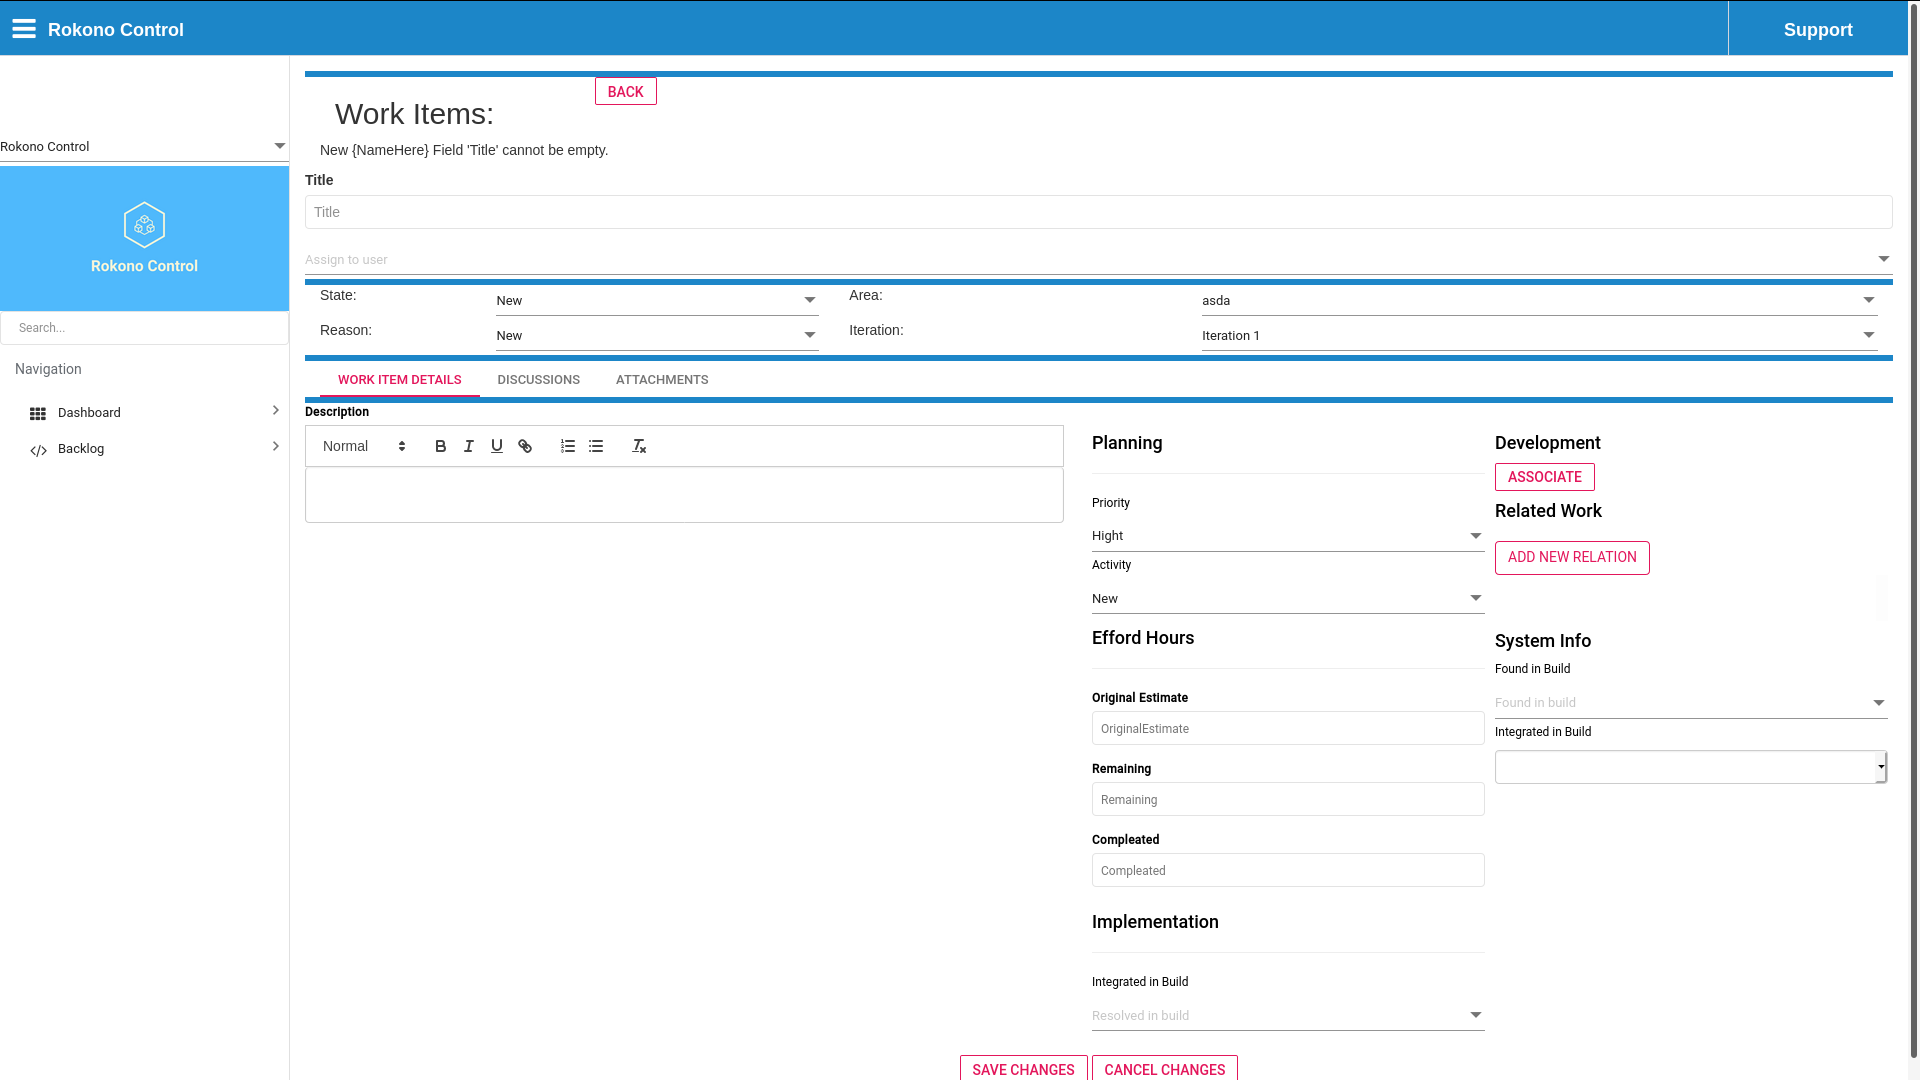 Rokono Control
Support
BACK
Work Items:
New {NameHere} Field 'Title' cannot be empty.
Rokono Control
Title
Title
Rokono Control
Assign to user
State:
New
Area:
asda
Search...
Reason:
New
Iteration:
Iteration 1
Navigation
WORK ITEM DETAILS
DISCUSSIONS
ATTACHMENTS
Dashboard
Backlog
Description
Normal
Planning
Priority
Hight
Activity
New
Efford Hours
Original Estimate
OriginalEstimate
Remaining
Remaining
Compleated
Compleated
Implementation
Integrated in Build
Resolved in build
Development
ASSOCIATE
Related Work
ADD NEW RELATION
System Info
Found in Build
Found in build
Integrated in Build
SAVE CHANGES
CANCEL CHANGES